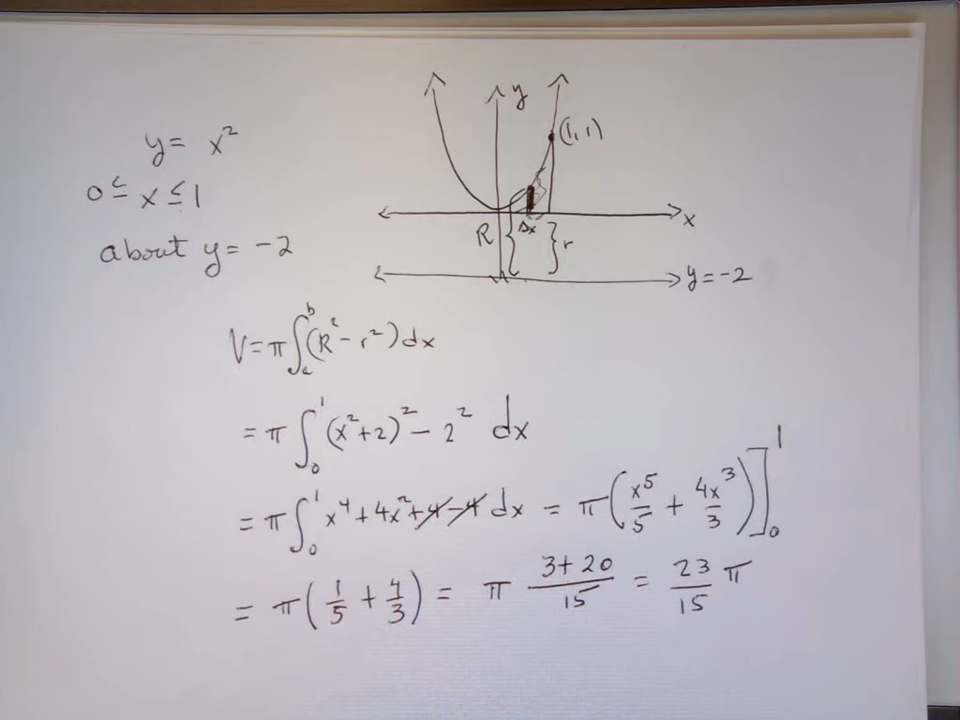 y = x²
0 ≤ x ≤ 1
about y = -2
y
(1,1)
x
R
Δx
r
y = -2
V = π∫ₐᵇ(R² - r²)dx
= π∫₀¹(x²+2)² - 2² dx
= π∫₀¹ x⁴ + 4x² + 4 - 4 dx = π(x⁵/5 + 4x³/3)]₀¹
= π(1/5 + 4/3) = π (3+20)/15 = 23/15 π